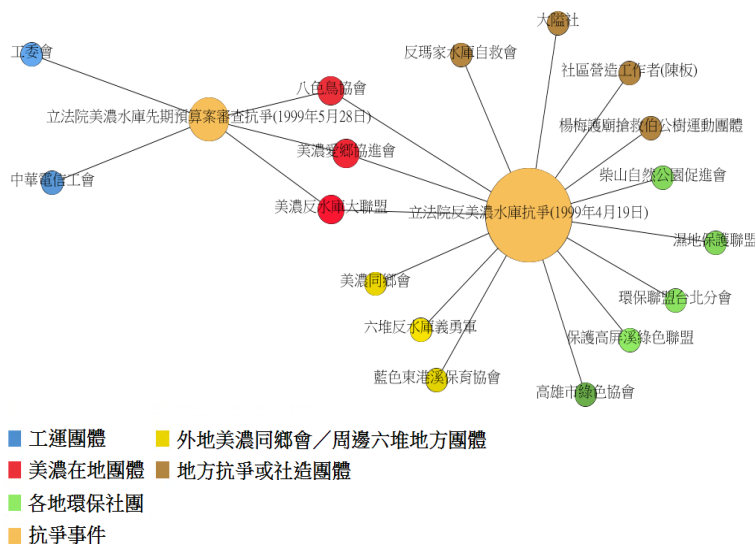 大隘社
工委會
反瑪家水庫自救會
社區營造工作者(陳板)
八色鳥協會
立法院美濃水庫先期預算案審查抗爭(1999年5月28日)
楊梅護廟搶救伯公樹運動團體
美濃愛鄉協進會
中華電信工會
柴山自然公園促進會
美濃反水庫大聯盟
立法院反美濃水庫抗爭(1999年4月19日)
濕地保護聯盟
美濃同鄉會
環保聯盟台北分會
六堆反水庫義勇軍
保護高屏溪綠色聯盟
藍色東港溪保育協會
高雄市綠色協會
工運團體
外地美濃同鄉會／周邊六堆地方團體
美濃在地團體
地方抗爭或社造團體
各地環保社團
抗爭事件